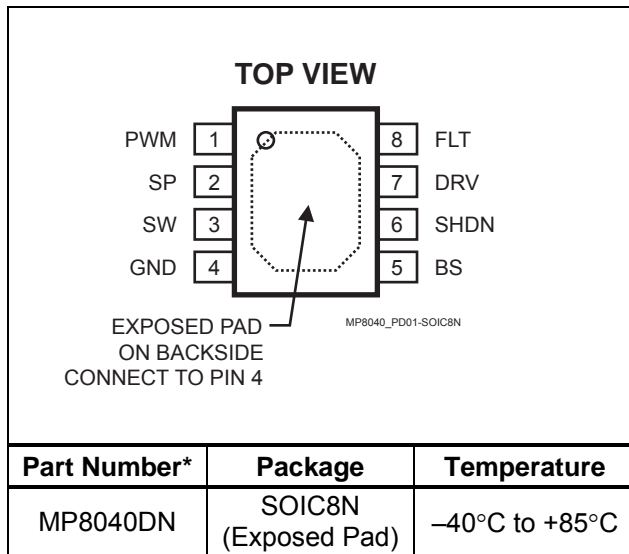 TOP VIEW
PWM 1 8 FLT
SP 2 7 DRV
SW 3 6 SHDN
GND 4 5 BS
EXPOSED PAD
ON BACKSIDE
CONNECT TO PIN 4
MP8040_PD01-SOIC8N
Part Number* Package Temperature
MP8040DN SOIC8N
(Exposed Pad) –40°C to +85°C